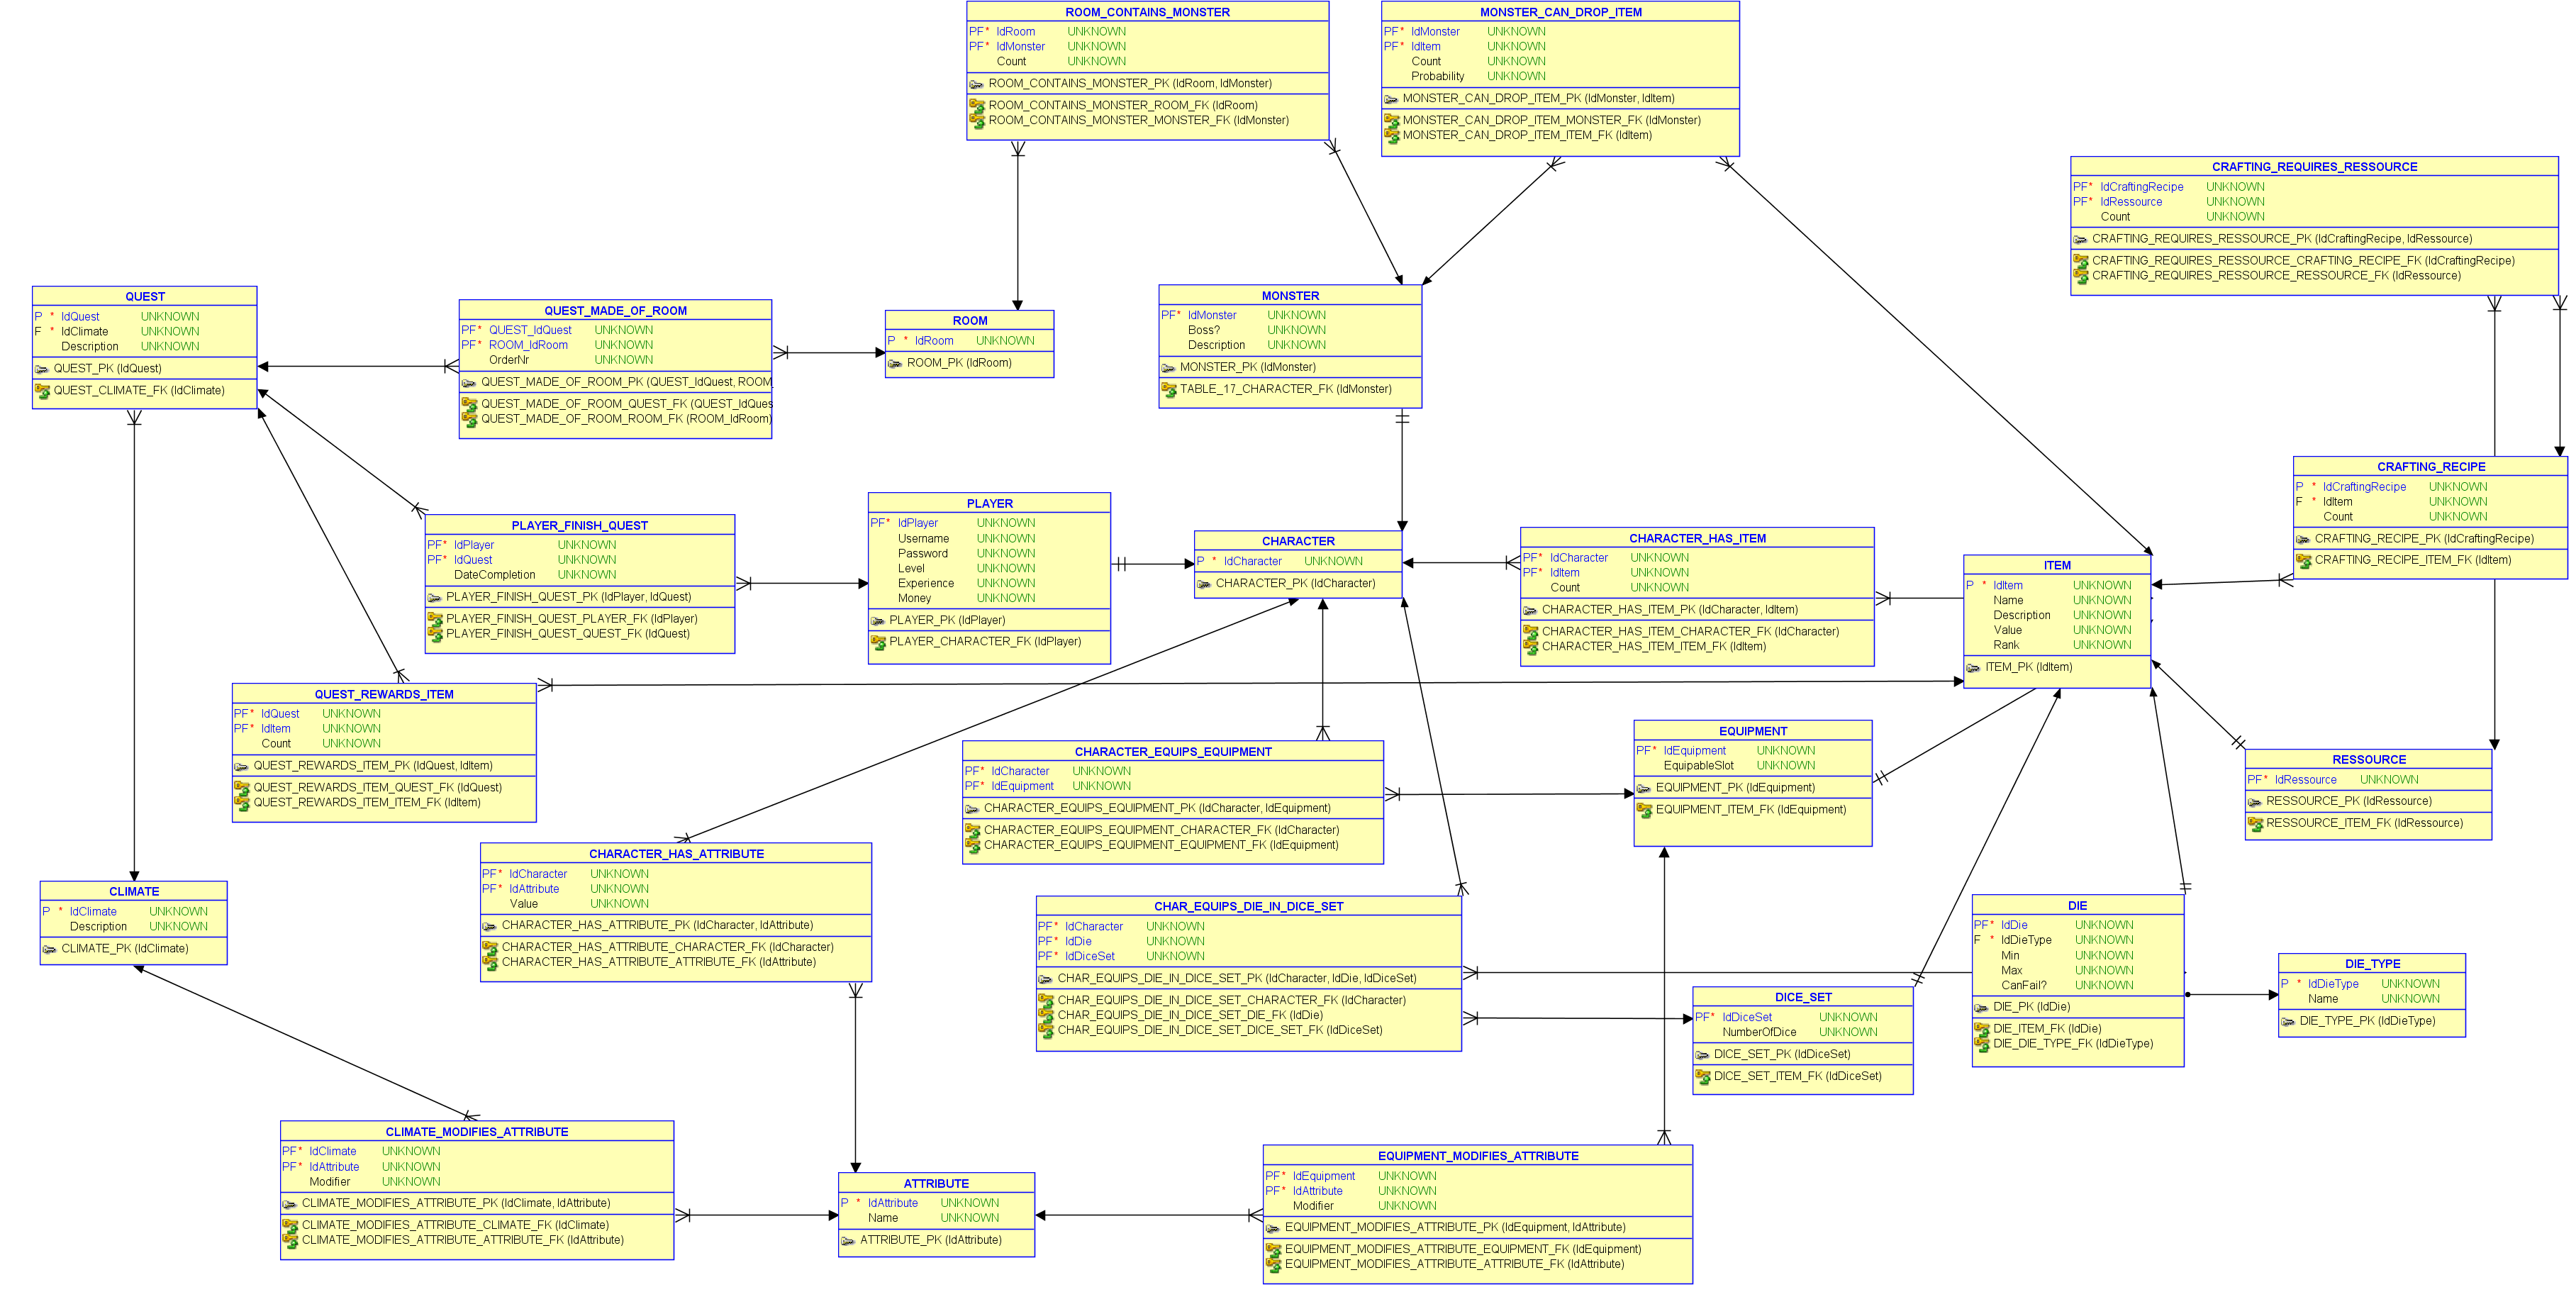 ROOM_CONTAINS_MONSTER
PF* IdRoom UNKNOWN
PF* IdMonster UNKNOWN
Count UNKNOWN
ROOM_CONTAINS_MONSTER_PK (IdRoom, IdMonster)
ROOM_CONTAINS_MONSTER_ROOM_FK (IdRoom)
ROOM_CONTAINS_MONSTER_MONSTER_FK (IdMonster)
MONSTER_CAN_DROP_ITEM
PF* IdMonster UNKNOWN
PF* IdItem UNKNOWN
Count UNKNOWN
Probability UNKNOWN
MONSTER_CAN_DROP_ITEM_PK (IdMonster, IdItem)
MONSTER_CAN_DROP_ITEM_MONSTER_FK (IdMonster)
MONSTER_CAN_DROP_ITEM_ITEM_FK (IdItem)
CRAFTING_REQUIRES_RESSOURCE
PF* IdCraftingRecipe UNKNOWN
PF* IdRessource UNKNOWN
Count UNKNOWN
CRAFTING_REQUIRES_RESSOURCE_PK (IdCraftingRecipe, IdRessource)
CRAFTING_REQUIRES_RESSOURCE_CRAFTING_RECIPE_FK (IdCraftingRecipe)
CRAFTING_REQUIRES_RESSOURCE_RESSOURCE_FK (IdRessource)
QUEST
P * IdQuest UNKNOWN
F * IdClimate UNKNOWN
Description UNKNOWN
QUEST_PK (IdQuest)
QUEST_CLIMATE_FK (IdClimate)
QUEST_MADE_OF_ROOM
PF* QUEST_IdQuest UNKNOWN
PF* ROOM_IdRoom UNKNOWN
OrderNr UNKNOWN
QUEST_MADE_OF_ROOM_PK (QUEST_IdQuest, ROOM_
QUEST_MADE_OF_ROOM_QUEST_FK (QUEST_IdQues
QUEST_MADE_OF_ROOM_ROOM_FK (ROOM_IdRoom)
ROOM
P * IdRoom UNKNOWN
ROOM_PK (IdRoom)
MONSTER
PF* IdMonster UNKNOWN
Boss? UNKNOWN
Description UNKNOWN
MONSTER_PK (IdMonster)
TABLE_17_CHARACTER_FK (IdMonster)
CRAFTING_RECIPE
P * IdCraftingRecipe UNKNOWN
F * IdItem UNKNOWN
Count UNKNOWN
CRAFTING_RECIPE_PK (IdCraftingRecipe)
CRAFTING_RECIPE_ITEM_FK (IdItem)
PLAYER_FINISH_QUEST
PF* IdPlayer UNKNOWN
PF* IdQuest UNKNOWN
DateCompletion UNKNOWN
PLAYER_FINISH_QUEST_PK (IdPlayer, IdQuest)
PLAYER_FINISH_QUEST_PLAYER_FK (IdPlayer)
PLAYER_FINISH_QUEST_QUEST_FK (IdQuest)
PLAYER
PF* IdPlayer UNKNOWN
Username UNKNOWN
Password UNKNOWN
Level UNKNOWN
Experience UNKNOWN
Money UNKNOWN
PLAYER_PK (IdPlayer)
PLAYER_CHARACTER_FK (IdPlayer)
CHARACTER
P * IdCharacter UNKNOWN
CHARACTER_PK (IdCharacter)
CHARACTER_HAS_ITEM
PF* IdCharacter UNKNOWN
PF* IdItem UNKNOWN
Count UNKNOWN
CHARACTER_HAS_ITEM_PK (IdCharacter, IdItem)
CHARACTER_HAS_ITEM_CHARACTER_FK (IdCharacter)
CHARACTER_HAS_ITEM_ITEM_FK (IdItem)
ITEM
P * IdItem UNKNOWN
Name UNKNOWN
Description UNKNOWN
Value UNKNOWN
Rank UNKNOWN
ITEM_PK (IdItem)
QUEST_REWARDS_ITEM
PF* IdQuest UNKNOWN
PF* IdItem UNKNOWN
Count UNKNOWN
QUEST_REWARDS_ITEM_PK (IdQuest, IdItem)
QUEST_REWARDS_ITEM_QUEST_FK (IdQuest)
QUEST_REWARDS_ITEM_ITEM_FK (IdItem)
CHARACTER_EQUIPS_EQUIPMENT
PF* IdCharacter UNKNOWN
PF* IdEquipment UNKNOWN
CHARACTER_EQUIPS_EQUIPMENT_PK (IdCharacter, IdEquipment)
CHARACTER_EQUIPS_EQUIPMENT_CHARACTER_FK (IdCharacter)
CHARACTER_EQUIPS_EQUIPMENT_EQUIPMENT_FK (IdEquipment)
EQUIPMENT
PF* IdEquipment UNKNOWN
EquipableSlot UNKNOWN
EQUIPMENT_PK (IdEquipment)
EQUIPMENT_ITEM_FK (IdEquipment)
RESSOURCE
PF* IdRessource UNKNOWN
RESSOURCE_PK (IdRessource)
RESSOURCE_ITEM_FK (IdRessource)
CLIMATE
P * IdClimate UNKNOWN
Description UNKNOWN
CLIMATE_PK (IdClimate)
CHARACTER_HAS_ATTRIBUTE
PF* IdCharacter UNKNOWN
PF* IdAttribute UNKNOWN
Value UNKNOWN
CHARACTER_HAS_ATTRIBUTE_PK (IdCharacter, IdAttribute)
CHARACTER_HAS_ATTRIBUTE_CHARACTER_FK (IdCharacter)
CHARACTER_HAS_ATTRIBUTE_ATTRIBUTE_FK (IdAttribute)
CHAR_EQUIPS_DIE_IN_DICE_SET
PF* IdCharacter UNKNOWN
PF* IdDie UNKNOWN
PF* IdDiceSet UNKNOWN
CHAR_EQUIPS_DIE_IN_DICE_SET_PK (IdCharacter, IdDie, IdDiceSet)
CHAR_EQUIPS_DIE_IN_DICE_SET_CHARACTER_FK (IdCharacter)
CHAR_EQUIPS_DIE_IN_DICE_SET_DIE_FK (IdDie)
CHAR_EQUIPS_DIE_IN_DICE_SET_DICE_SET_FK (IdDiceSet)
DICE_SET
PF* IdDiceSet UNKNOWN
NumberOfDice UNKNOWN
DICE_SET_PK (IdDiceSet)
DICE_SET_ITEM_FK (IdDiceSet)
DIE
PF* IdDie UNKNOWN
F * IdDieType UNKNOWN
Min UNKNOWN
Max UNKNOWN
CanFail? UNKNOWN
DIE_PK (IdDie)
DIE_ITEM_FK (IdDie)
DIE_DIE_TYPE_FK (IdDieType)
DIE_TYPE
P * IdDieType UNKNOWN
Name UNKNOWN
DIE_TYPE_PK (IdDieType)
CLIMATE_MODIFIES_ATTRIBUTE
PF* IdClimate UNKNOWN
PF* IdAttribute UNKNOWN
Modifier UNKNOWN
CLIMATE_MODIFIES_ATTRIBUTE_PK (IdClimate, IdAttribute)
CLIMATE_MODIFIES_ATTRIBUTE_CLIMATE_FK (IdClimate)
CLIMATE_MODIFIES_ATTRIBUTE_ATTRIBUTE_FK (IdAttribute)
ATTRIBUTE
P * IdAttribute UNKNOWN
Name UNKNOWN
ATTRIBUTE_PK (IdAttribute)
EQUIPMENT_MODIFIES_ATTRIBUTE
PF* IdEquipment UNKNOWN
PF* IdAttribute UNKNOWN
Modifier UNKNOWN
EQUIPMENT_MODIFIES_ATTRIBUTE_PK (IdEquipment, IdAttribute)
EQUIPMENT_MODIFIES_ATTRIBUTE_EQUIPMENT_FK (IdEquipment)
EQUIPMENT_MODIFIES_ATTRIBUTE_ATTRIBUTE_FK (IdAttribute)